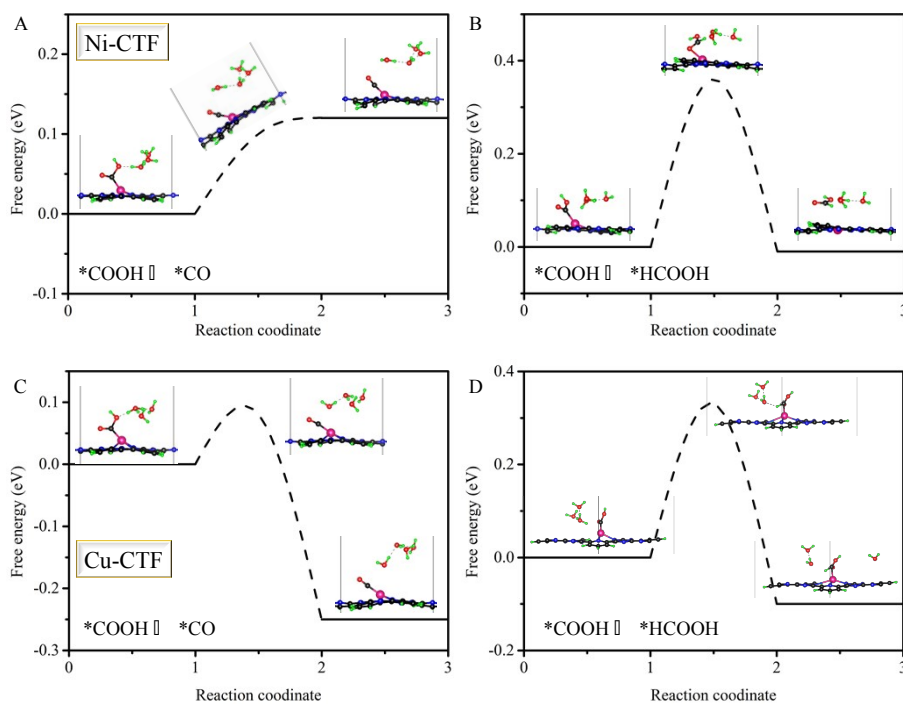 A
Ni-CTF
0.2
0.1
0.0
-0.1
Free energy (eV)
*COOH▯ *CO
0 1 2 3
Reaction coodinate
B
0.4
0.2
0.0
Free energy (eV)
*COOH▯ *HCOOH
0 1 2 3
Reaction coodinate
C
0.1
0.0
-0.1
-0.2
-0.3
Free energy (eV)
Cu-CTF
*COOH▯ *CO
0 1 2 3
Reaction coodinate
D
0.4
0.2
0.0
-0.2
Free energy (eV)
*COOH▯ *HCOOH
0 1 2 3
Reaction coodinate